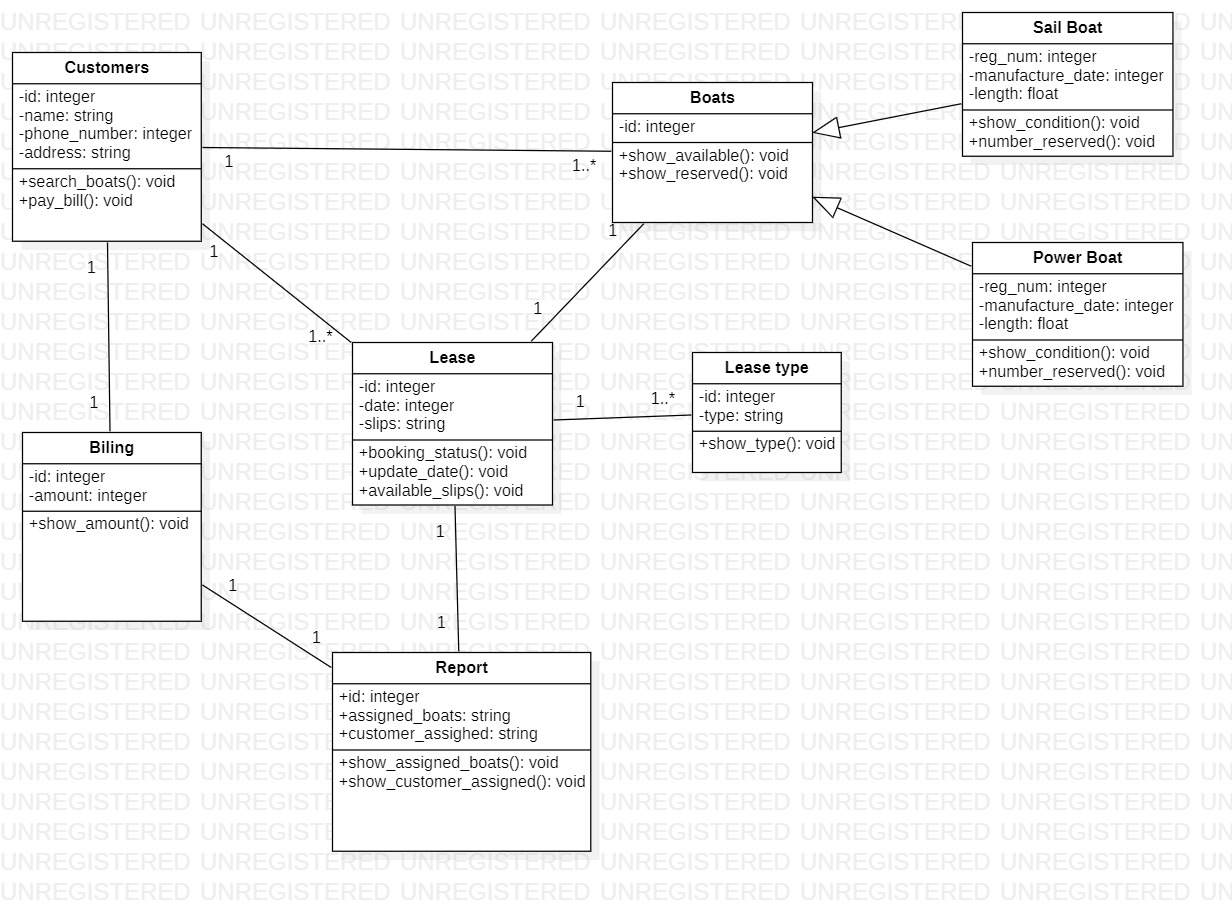 Customers
-id: integer
-name: string
-phone_number: integer
-address: string
+search_boats(): void
+pay_bill(): void
Boats
-id: integer
+show_available(): void
+show_reserved(): void
Sail Boat
-reg_num: integer
-manufacture_date: integer
-length: float
+show_condition(): void
+number_reserved(): void
Power Boat
-reg_num: integer
-manufacture_date: integer
-length: float
+show_condition(): void
+number_reserved(): void
1
1..*
1
1..*
1
1
1
1
Lease
-id: integer
-date: integer
-slips: string
+booking_status(): void
+update_date(): void
+available_slips(): void
1
1..*
Lease type
-id: integer
-type: string
+show_type(): void
Biling
-id: integer
-amount: integer
+show_amount(): void
1
1
1
1
Report
+id: integer
+assigned_boats: string
+customer_assighed: string
+show_assigned_boats(): void
+show_customer_assigned(): void
UNREGISTERED